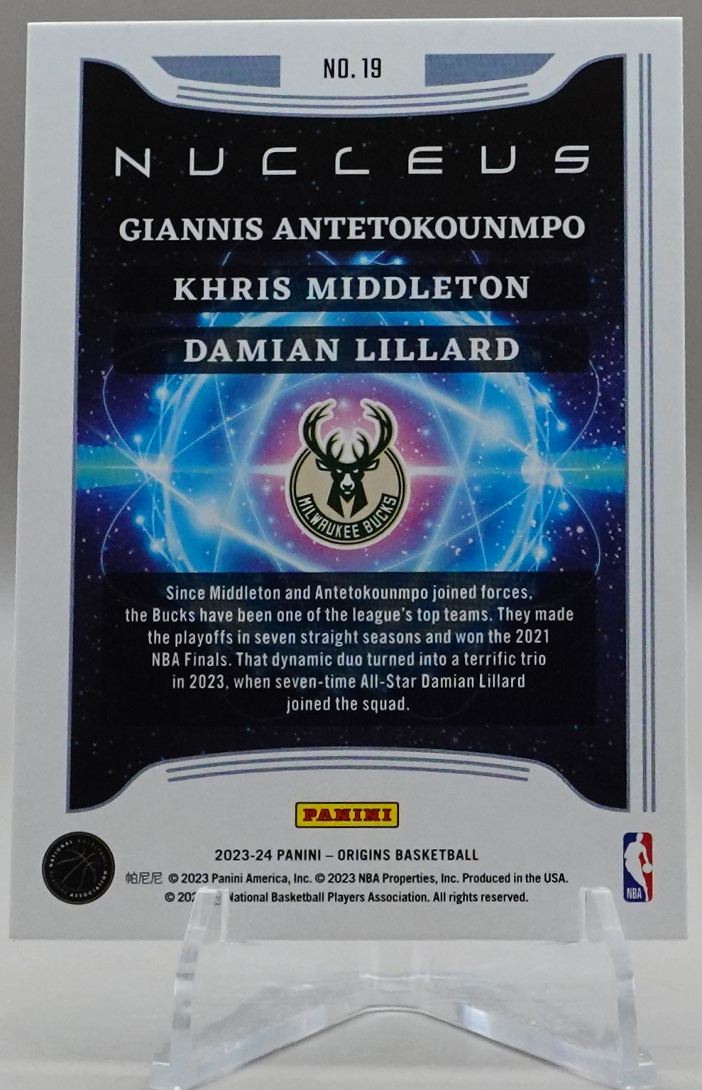 NO. 19
NUCLEUS
GIANNIS ANTETOKOUNMPO
KHRIS MIDDLETON
DAMIAN LILLARD
MILWAUKEE BUCKS
Since Middleton and Antetokounmpo joined forces,
the Bucks have been one of the league's top teams. They made
the playoffs in seven straight seasons and won the 2021
NBA Finals. That dynamic duo turned into a terrific trio
in 2023, when seven-time All-Star Damian Lillard
joined the squad.
PANINI
2023-24 PANINI – ORIGINS BASKETBALL
帕尼尼 © 2023 Panini America, Inc. © 2023 NBA Properties, Inc. Produced in the USA.
National Basketball Players Association. All rights reserved.
NATIONAL
ASSOCIATION
NBA